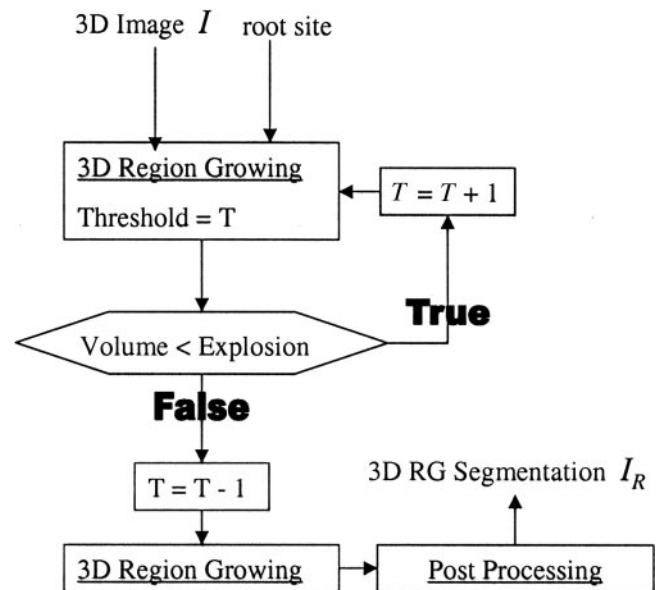 3D Image I root site
3D Region Growing
Threshold = T
T = T + 1
True
Volume < Explosion
False
T = T - 1
3D RG Segmentation I_R
3D Region Growing
Post Processing